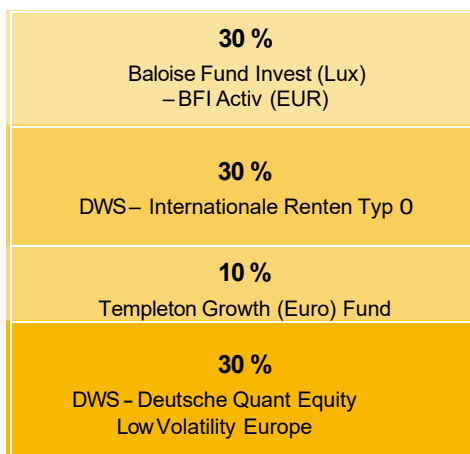 30 %
Baloise Fund Invest (Lux)
– BFI Activ (EUR)
30 %
DWS – Internationale Renten Typ O
10 %
Templeton Growth (Euro) Fund
30 %
DWS - Deutsche Quant Equity
Low Volatility Europe